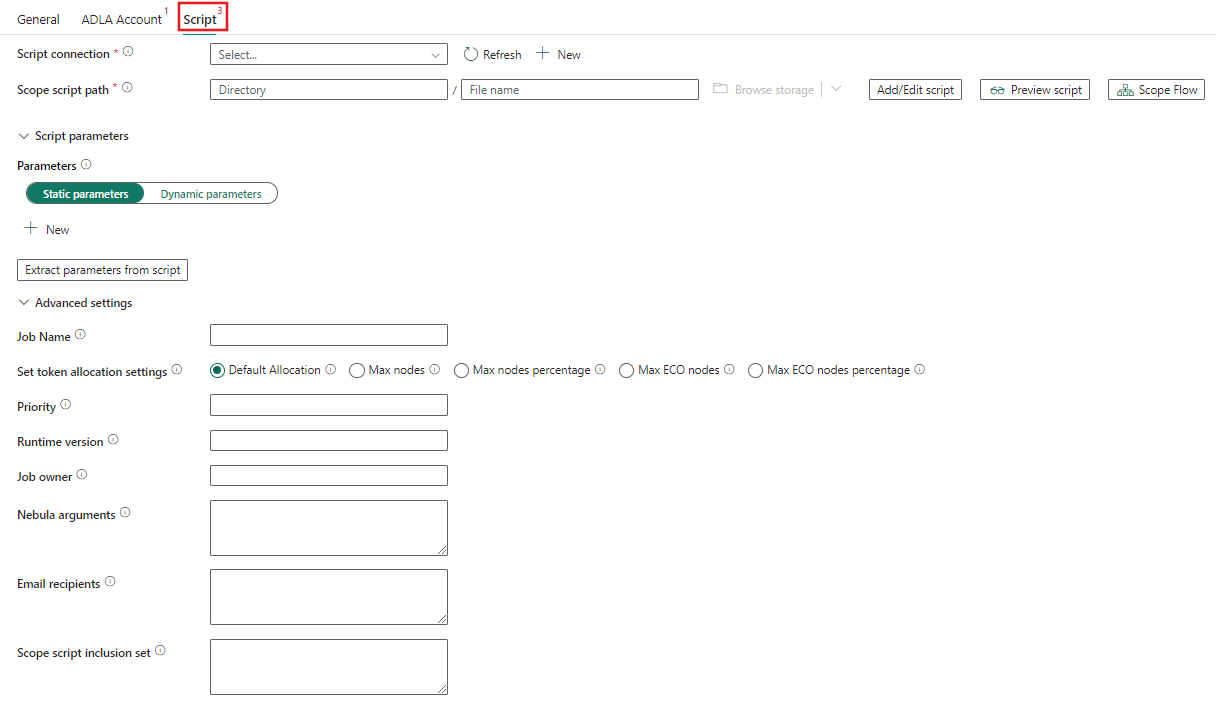 General ADLA Account 1 Script 3
Script connection * Select... Refresh New
Scope script path * Directory / File name Browse storage Add/Edit script Preview script Scope Flow
Script parameters
Parameters
Static parameters Dynamic parameters
New
Extract parameters from script
Advanced settings
Job Name
Set token allocation settings Default Allocation Max nodes Max nodes percentage Max ECO nodes Max ECO nodes percentage
Priority
Runtime version
Job owner
Nebula arguments
Email recipients
Scope script inclusion set